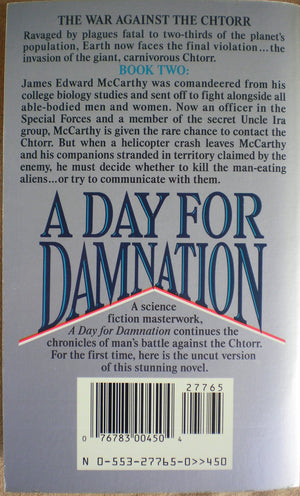 THE WAR AGAINST THE CHTORR
Ravaged by plagues fatal to two-thirds of the planet's
population, Earth now faces the final violation...the
invasion of the giant, carnivorous Chtorr.
BOOK TWO:
James Edward McCarthy was comandeered from his
college biology studies and sent off to fight alongside all
able-bodied men and women. Now an officer in the
Special Forces and a member of the secret Uncle Ira
group, McCarthy is given the rare chance to contact the
Chtorr. But when a helicopter crash leaves McCarthy
and his companions stranded in territory claimed by the
enemy, he must decide whether to kill the man-eating
aliens...or try to communicate with them.
A DAY FOR
DAMNATION
A science
fiction masterwork,
A Day for Damnation continues the
chronicles of man's battle against the Chtorr.
For the first time, here is the uncut version
of this stunning novel.
27765
0 76783 00450 4
N 0-553-27765-0>>450